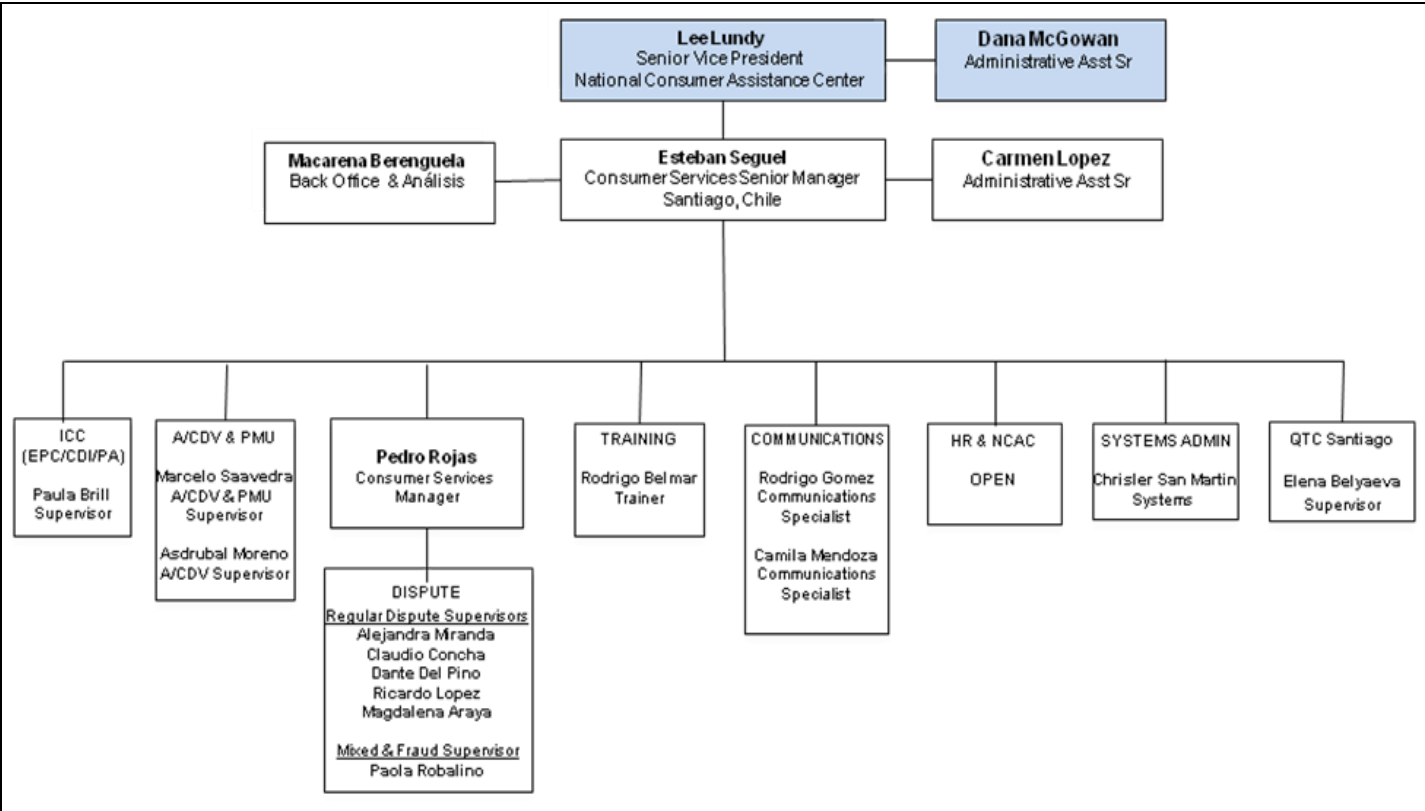 Lee Lundy
Senior Vice President
National Consumer Assistance Center
Dana McGowan
Administrative Asst Sr
Macarena Berenguela
Back Office & Análisis
Esteban Seguel
Consumer Services Senior Manager
Santiago, Chile
Carmen Lopez
Administrative Asst Sr
ICC
(EPC/CDI/PA)
Paula Brill
Supervisor
A/CDV & PMU
Marcelo Saavedra
A/CDV & PMU
Supervisor
Asdrubal Moreno
A/CDV Supervisor
Pedro Rojas
Consumer Services
Manager
DISPUTE
Regular Dispute Supervisors
Alejandra Miranda
Claudio Concha
Dante Del Pino
Ricardo Lopez
Magdalena Araya
Mixed & Fraud Supervisor
Paola Robalino
TRAINING
Rodrigo Belmar
Trainer
COMMUNICATIONS
Rodrigo Gomez
Communications
Specialist
Camila Mendoza
Communications
Specialist
HR & NCAC
OPEN
SYSTEMS ADMIN
Chrisler San Martin
Systems
QTC Santiago
Elena Belyaeva
Supervisor